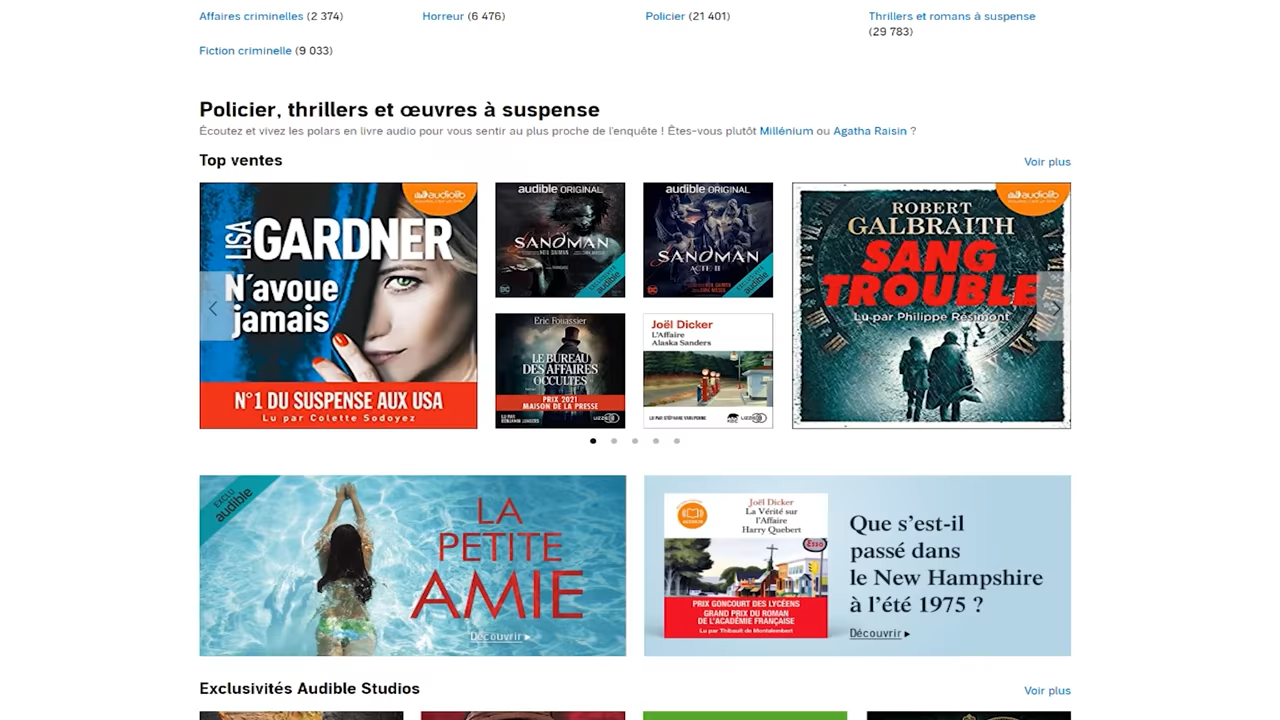 Affaires criminelles (2 374)
Horreur (6 476)
Policier (21 401)
Thrillers et romans à suspense
(29 783)
Fiction criminelle (9 033)
Policier, thrillers et œuvres à suspense
Écoutez et vivez les polars en livre audio pour vous sentir au plus proche de l'enquête ! Êtes-vous plutôt Millénium ou Agatha Raisin ?
Top ventes
Voir plus
audiolib
LISA
GARDNER
N'avoue
jamais
N°1 DU SUSPENSE AUX USA
Lu par Colette Sodoyez
audible ORIGINAL
SANDMAN
audible
audible ORIGINAL
SANDMAN
ACTE II
audible
Eric Fouassier
LE BUREAU
DES AFFAIRES
OCCULTES
PRIX 2021
MAISON DE LA PRESSE
LIZZIE
Joël Dicker
L'Affaire
Alaska Sanders
LIZZIE
audiolib
ROBERT
GALBRAITH
SANG
TROUBLE
Lu par Philippe Résimont
EXCLU
audible
LA
PETITE
AMIE
Découvrir ▸
Joël Dicker
La Vérité sur
l'Affaire
Harry Quebert
Esso
PRIX GONCOURT DES LYCÉENS
GRAND PRIX DU ROMAN
DE L'ACADÉMIE FRANÇAISE
Lu par Thibault de Montalembert
Que s'est-il
passé dans
le New Hampshire
à l'été 1975 ?
Découvrir ▸
Exclusivités Audible Studios
Voir plus